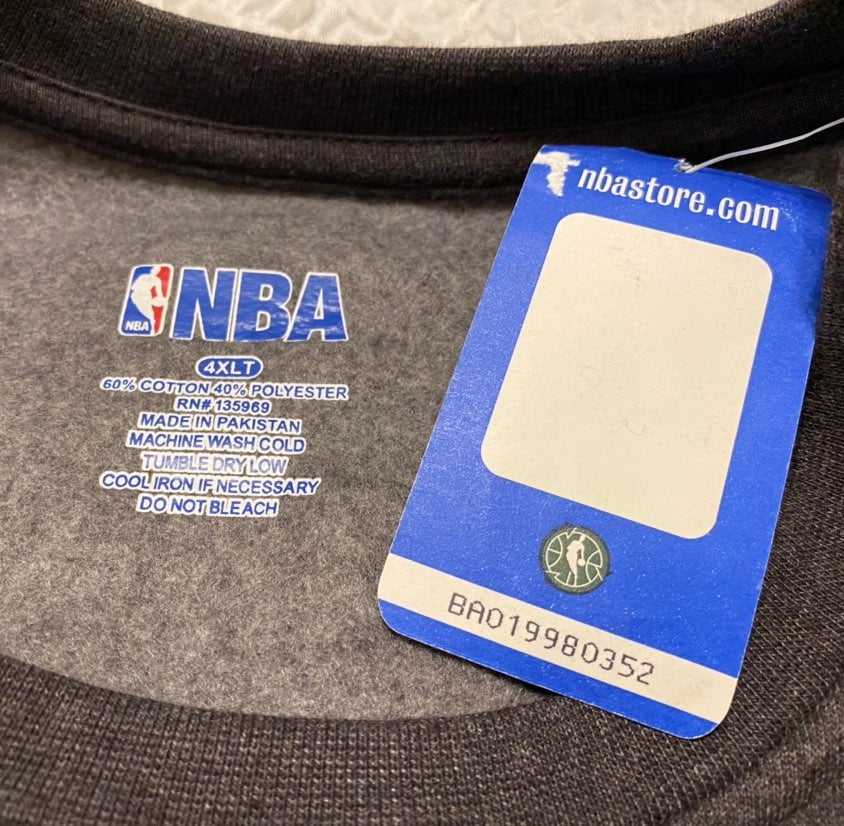 NBA
NBA
4XLT
60% COTTON 40% POLYESTER
RN# 135969
MADE IN PAKISTAN
MACHINE WASH COLD
TUMBLE DRY LOW
COOL IRON IF NECESSARY
DO NOT BLEACH
nbastore.com
BA019980352